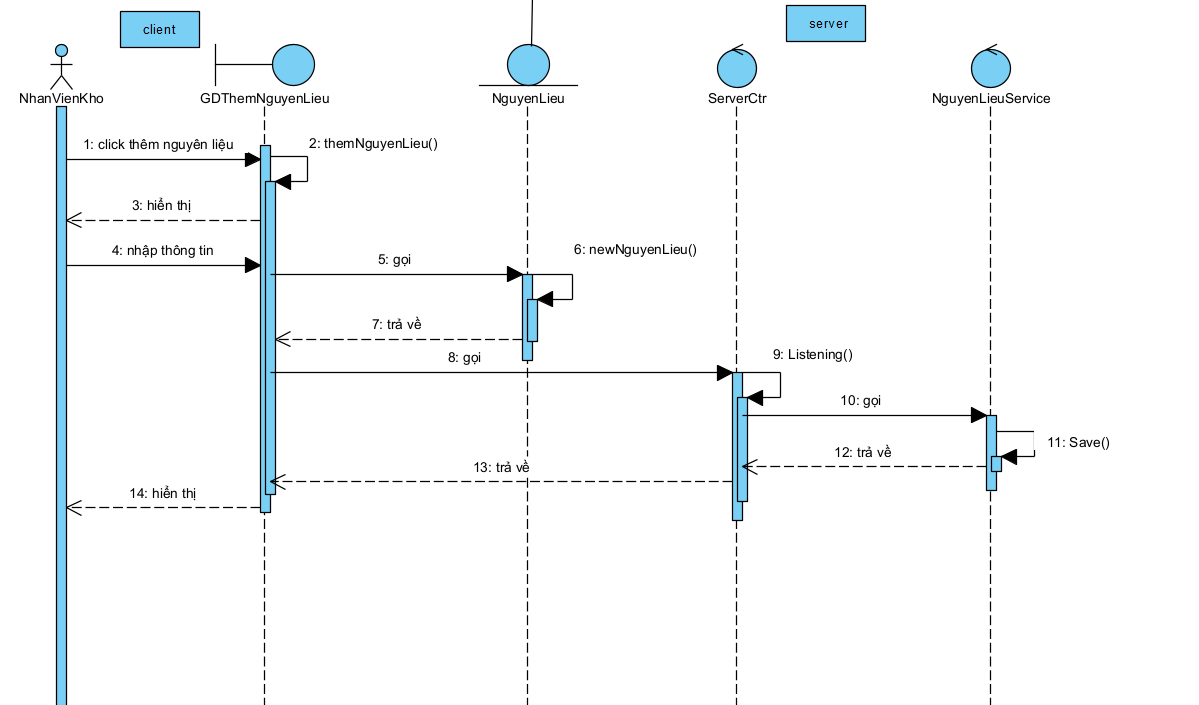 client
server
NhanVienKho
GDThemNguyenLieu
NguyenLieu
ServerCtr
NguyenLieuService
1: click thêm nguyên liệu
2: themNguyenLieu()
3: hiển thị
4: nhập thông tin
5: gọi
6: newNguyenLieu()
7: trả về
8: gọi
9: Listening()
10: gọi
11: Save()
12: trả về
13: trả về
14: hiển thị